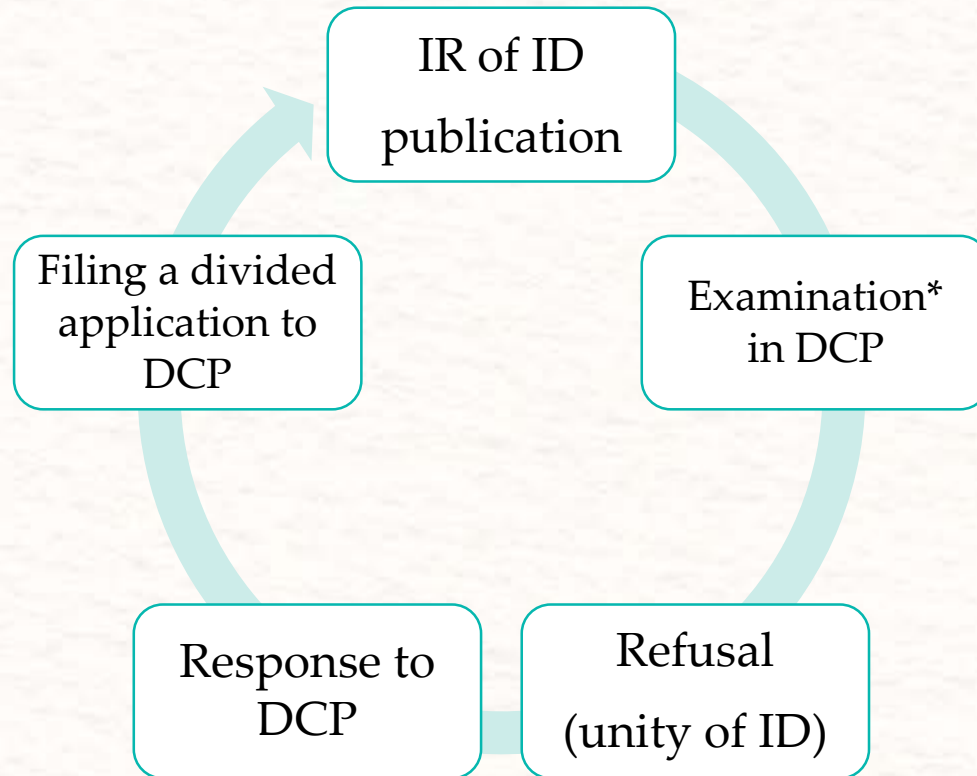 IR of ID
publication
Examination*
in DCP
Refusal
(unity of ID)
Response to
DCP
Filing a divided
application to
DCP